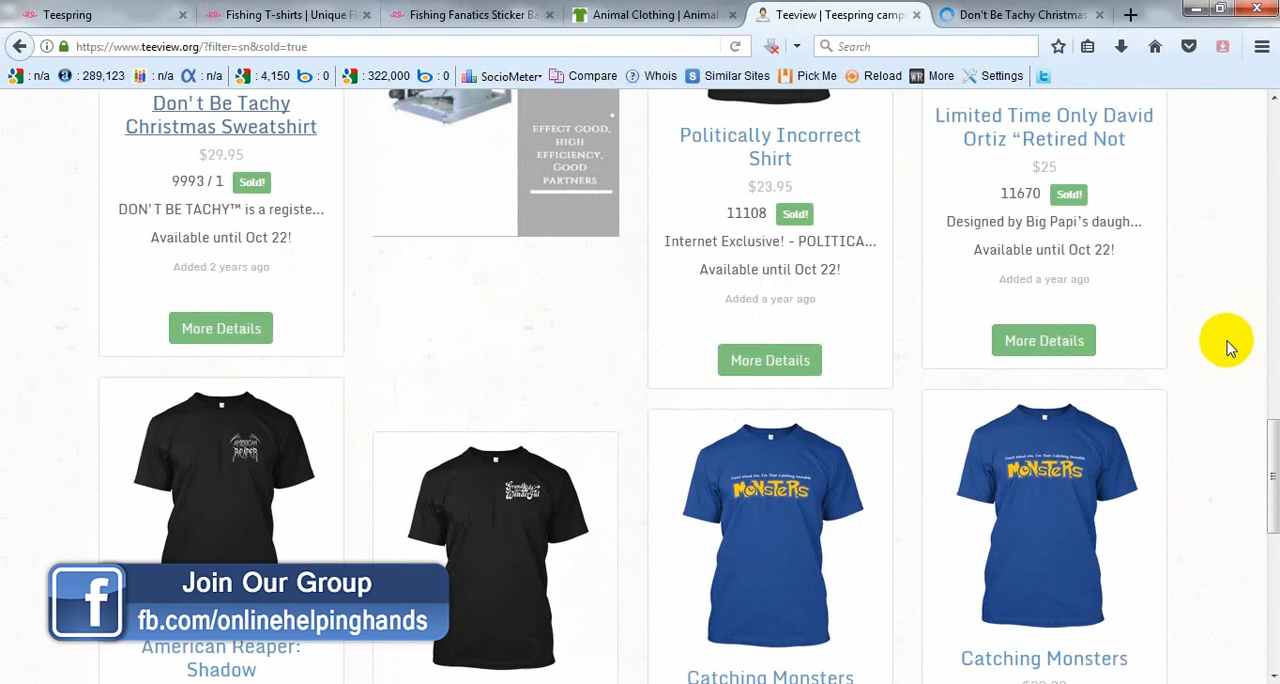 Teespring
Fishing T-shirts | Unique Fi
Fishing Fanatics Sticker Ba
Animal Clothing | Animal
Teeview | Teespring camp
Don't Be Tachy Christmas
https://www.teeview.org/?filter=sn&sold=true
Search
: n/a : 289,123 : n/a : n/a : 4,150 : 0 : 322,000 : 0 SocioMeter Compare Whois Similar Sites Pick Me Reload More Settings
Don't Be Tachy
Christmas Sweatshirt
$29.95
9993 / 1 Sold!
DON'T BE TACHY™ is a registe...
Available until Oct 22!
Added 2 years ago
More Details
EFFECT GOOD,
HIGH
EFFICIENCY,
GOOD
PARTNERS
Politically Incorrect
Shirt
$23.95
11108 Sold!
Internet Exclusive! - POLITICA...
Available until Oct 22!
Added a year ago
More Details
Limited Time Only David
Ortiz “Retired Not
$25
11670 Sold!
Designed by Big Papi's daugh...
Available until Oct 22!
Added a year ago
More Details
AMERICAN
REAPER
Wonderful
MONSTERS
MONSTERS
Join Our Group
fb.com/onlinehelpinghands
American Reaper:
Shadow
Catching Monsters
Catching Monsters